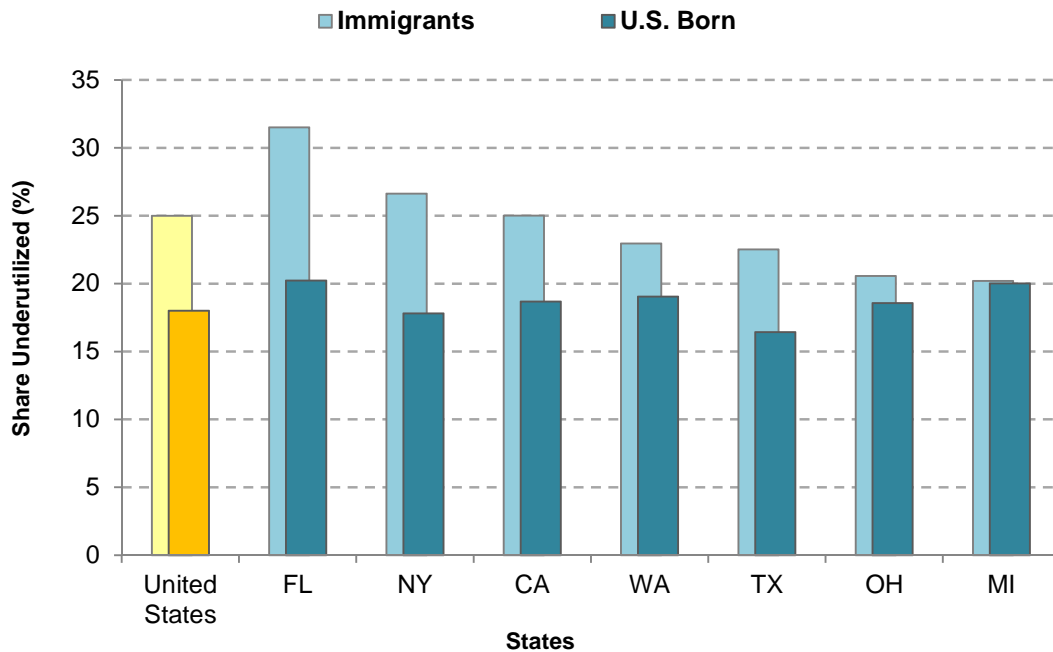 Immigrants U.S. Born
35
30
25
20
15
10
5
0
Share Underutilized (%)
United FL NY CA WA TX OH MI
States
States